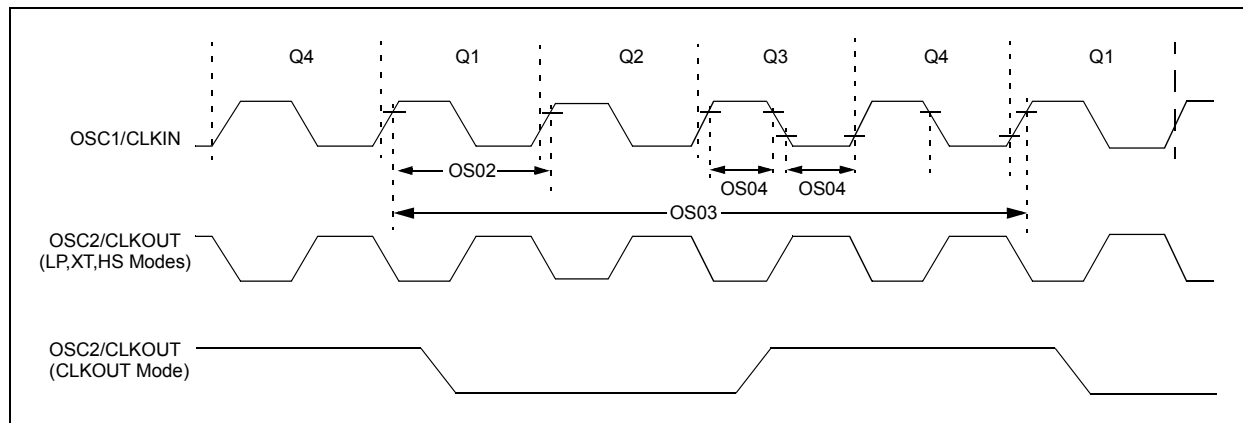 Q4 Q1 Q2 Q3 Q4 Q1
OSC1/CLKIN
OS02
OS04 OS04
OS03
OSC2/CLKOUT
(LP,XT,HS Modes)
OSC2/CLKOUT
(CLKOUT Mode)